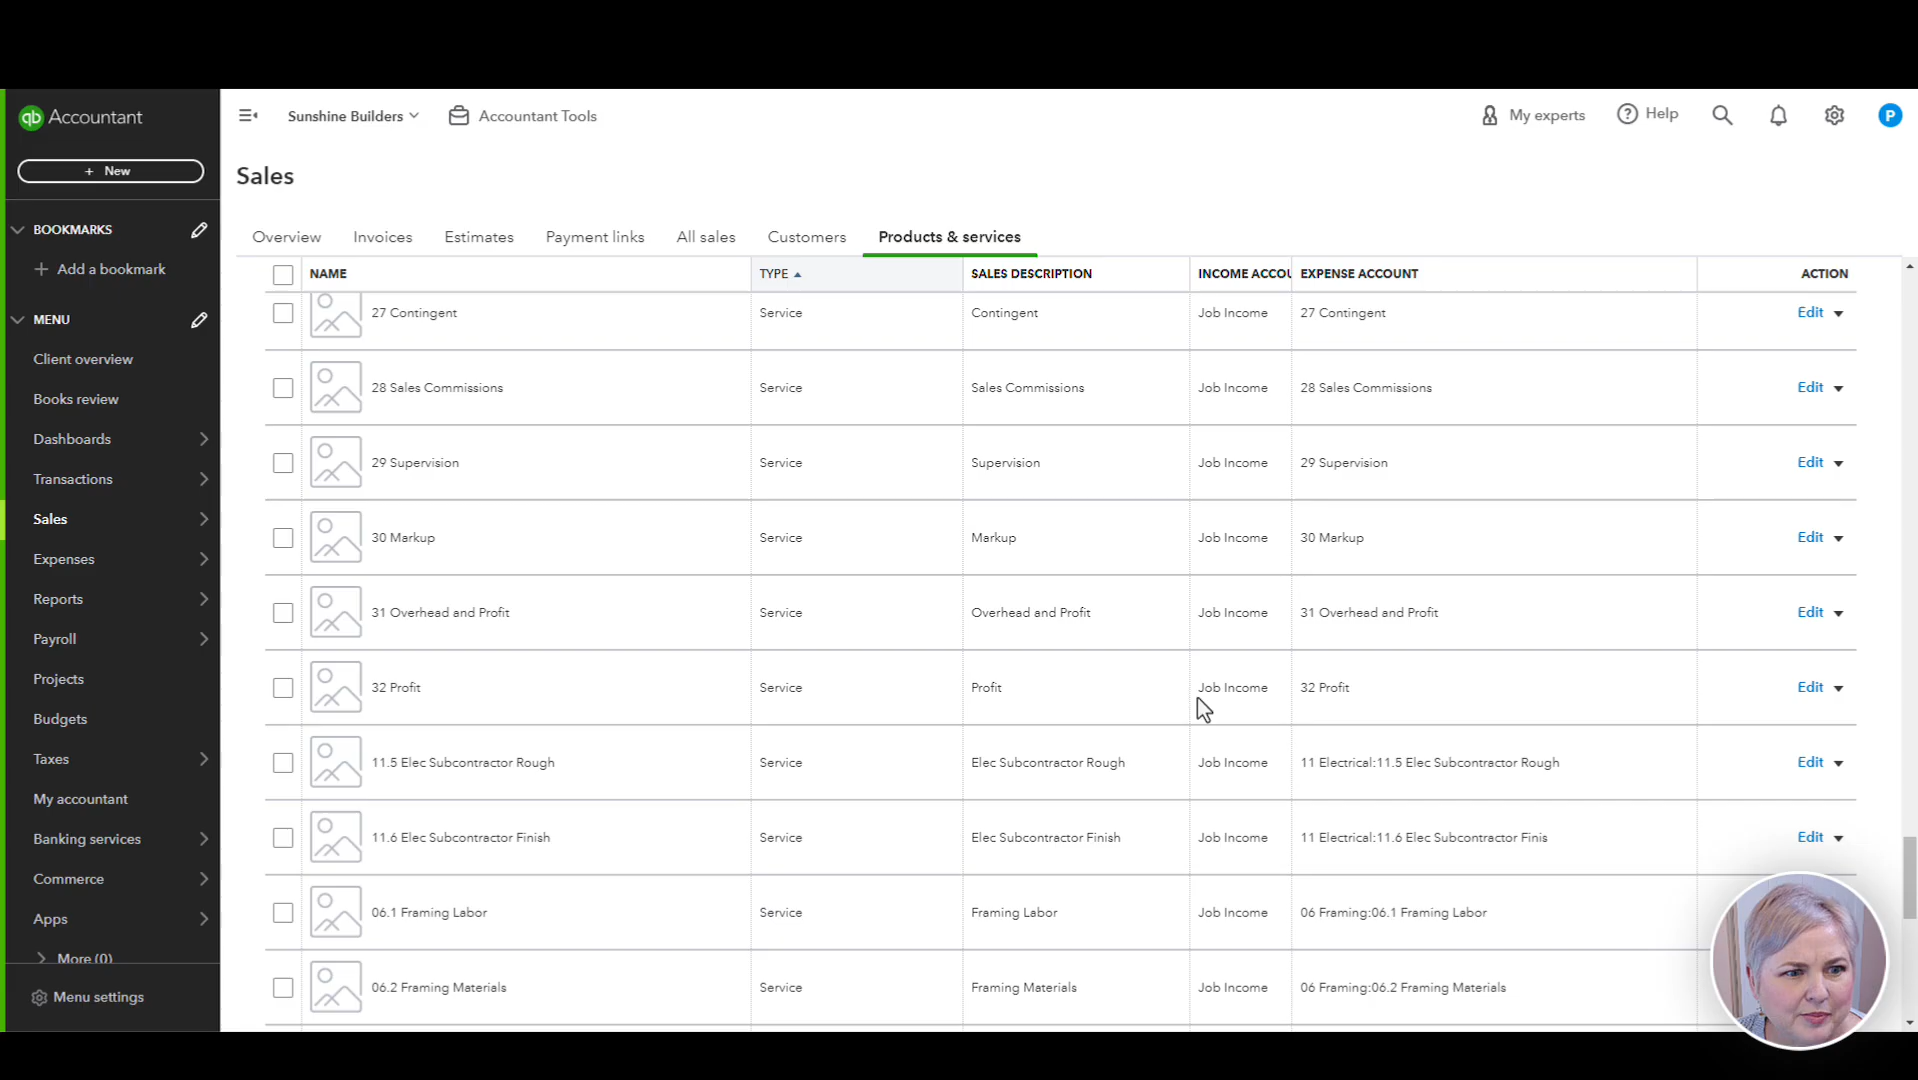 qb Accountant
+ New
BOOKMARKS
+ Add a bookmark
MENU
Client overview
Books review
Dashboards
Transactions
Sales
Expenses
Reports
Payroll
Projects
Budgets
Taxes
My accountant
Banking services
Commerce
Apps
More (0)
Menu settings
Sunshine Builders
Accountant Tools
My experts
? Help
P
Sales
Overview Invoices Estimates Payment links All sales Customers Products & services
NAME TYPE SALES DESCRIPTION INCOME ACCOU EXPENSE ACCOUNT ACTION
27 Contingent Service Contingent Job Income 27 Contingent Edit
28 Sales Commissions Service Sales Commissions Job Income 28 Sales Commissions Edit
29 Supervision Service Supervision Job Income 29 Supervision Edit
30 Markup Service Markup Job Income 30 Markup Edit
31 Overhead and Profit Service Overhead and Profit Job Income 31 Overhead and Profit Edit
32 Profit Service Profit Job Income 32 Profit Edit
11.5 Elec Subcontractor Rough Service Elec Subcontractor Rough Job Income 11 Electrical:11.5 Elec Subcontractor Rough Edit
11.6 Elec Subcontractor Finish Service Elec Subcontractor Finish Job Income 11 Electrical:11.6 Elec Subcontractor Finis Edit
06.1 Framing Labor Service Framing Labor Job Income 06 Framing:06.1 Framing Labor
06.2 Framing Materials Service Framing Materials Job Income 06 Framing:06.2 Framing Materials